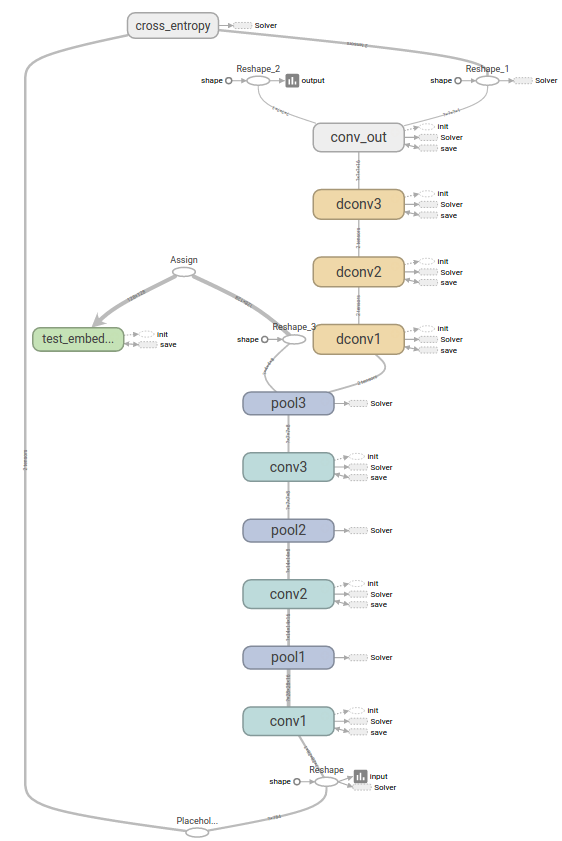 cross_entropy
Solver
Reshape_2
Reshape_1
shape
output
shape
Solver
conv_out
init
Solver
save
dconv3
init
Solver
save
Assign
dconv2
init
Solver
save
test_embed...
init
save
Reshape_3
shape
dconv1
init
Solver
save
pool3
Solver
conv3
init
Solver
save
pool2
Solver
conv2
init
Solver
save
pool1
Solver
conv1
init
Solver
save
Reshape
shape
input
Solver
Placehol...